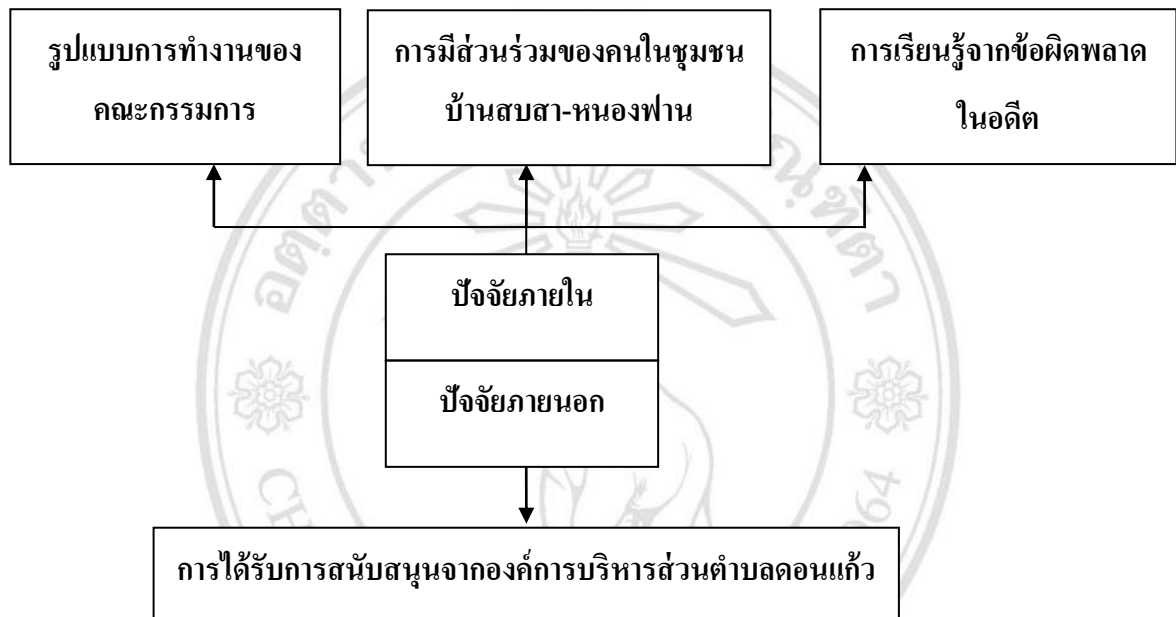 รูปแบบการทำงานของ
คณะกรรมการ
การมีส่วนร่วมของคนในชุมชน
บ้านสบสา-หนองฟาน
การเรียนรู้จากข้อผิดพลาด
ในอดีต
ปัจจัยภายใน
ปัจจัยภายนอก
การได้รับการสนับสนุนจากองค์การบริหารส่วนตำบลดอนแก้ว